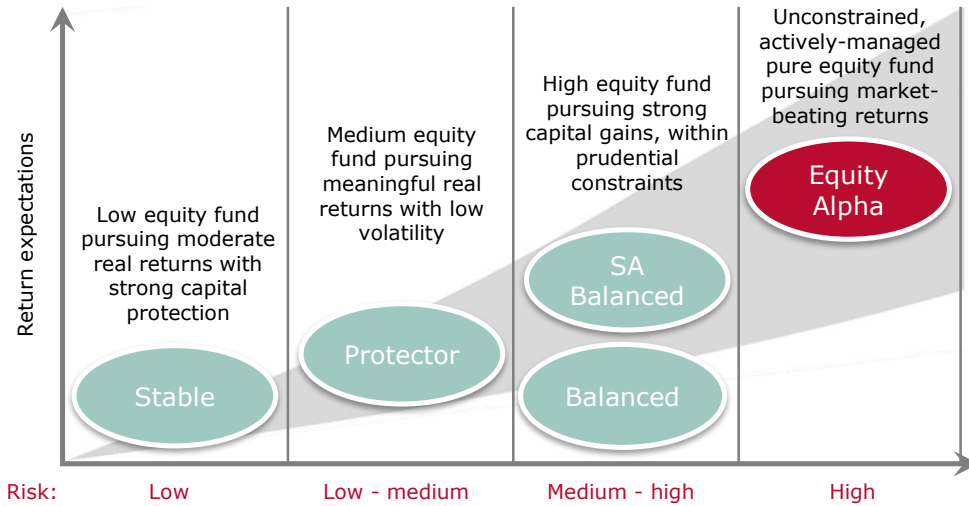 Return expectations
Low equity fund
pursuing moderate
real returns with
strong capital
protection
Stable
Medium equity
fund pursuing
meaningful real
returns with low
volatility
Protector
High equity fund
pursuing strong
capital gains, within
prudential
constraints
SA
Balanced
Balanced
Unconstrained,
actively-managed
pure equity fund
pursuing market-
beating returns
Equity
Alpha
Risk:
Low
Low - medium
Medium - high
High